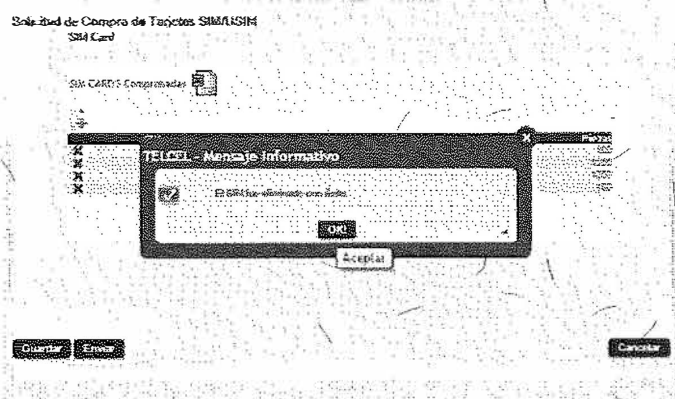 Solicitud de Compra de Tarjetas SIM/USIM
SIM Card
SIM CARD'S Compradas
TELCEL - Mensaje Informativo
El SIM fue eliminado con éxito
OK!
Aceptar
Guardar Enviar Cancelar